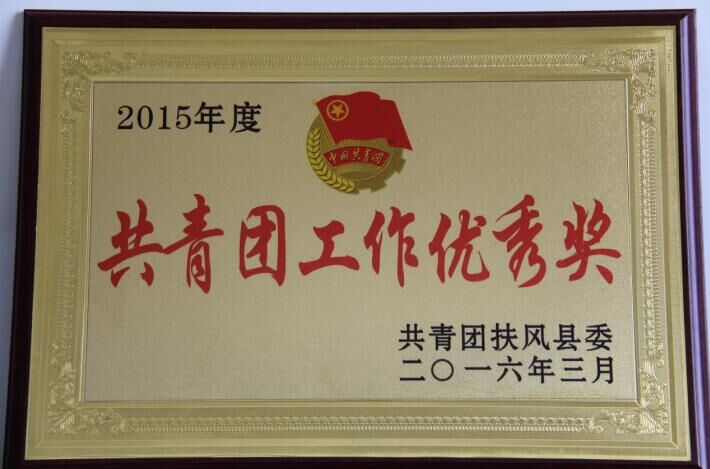 2015年度
中国共青团
共青团工作优秀奖
共青团扶风县委
二〇一六年三月